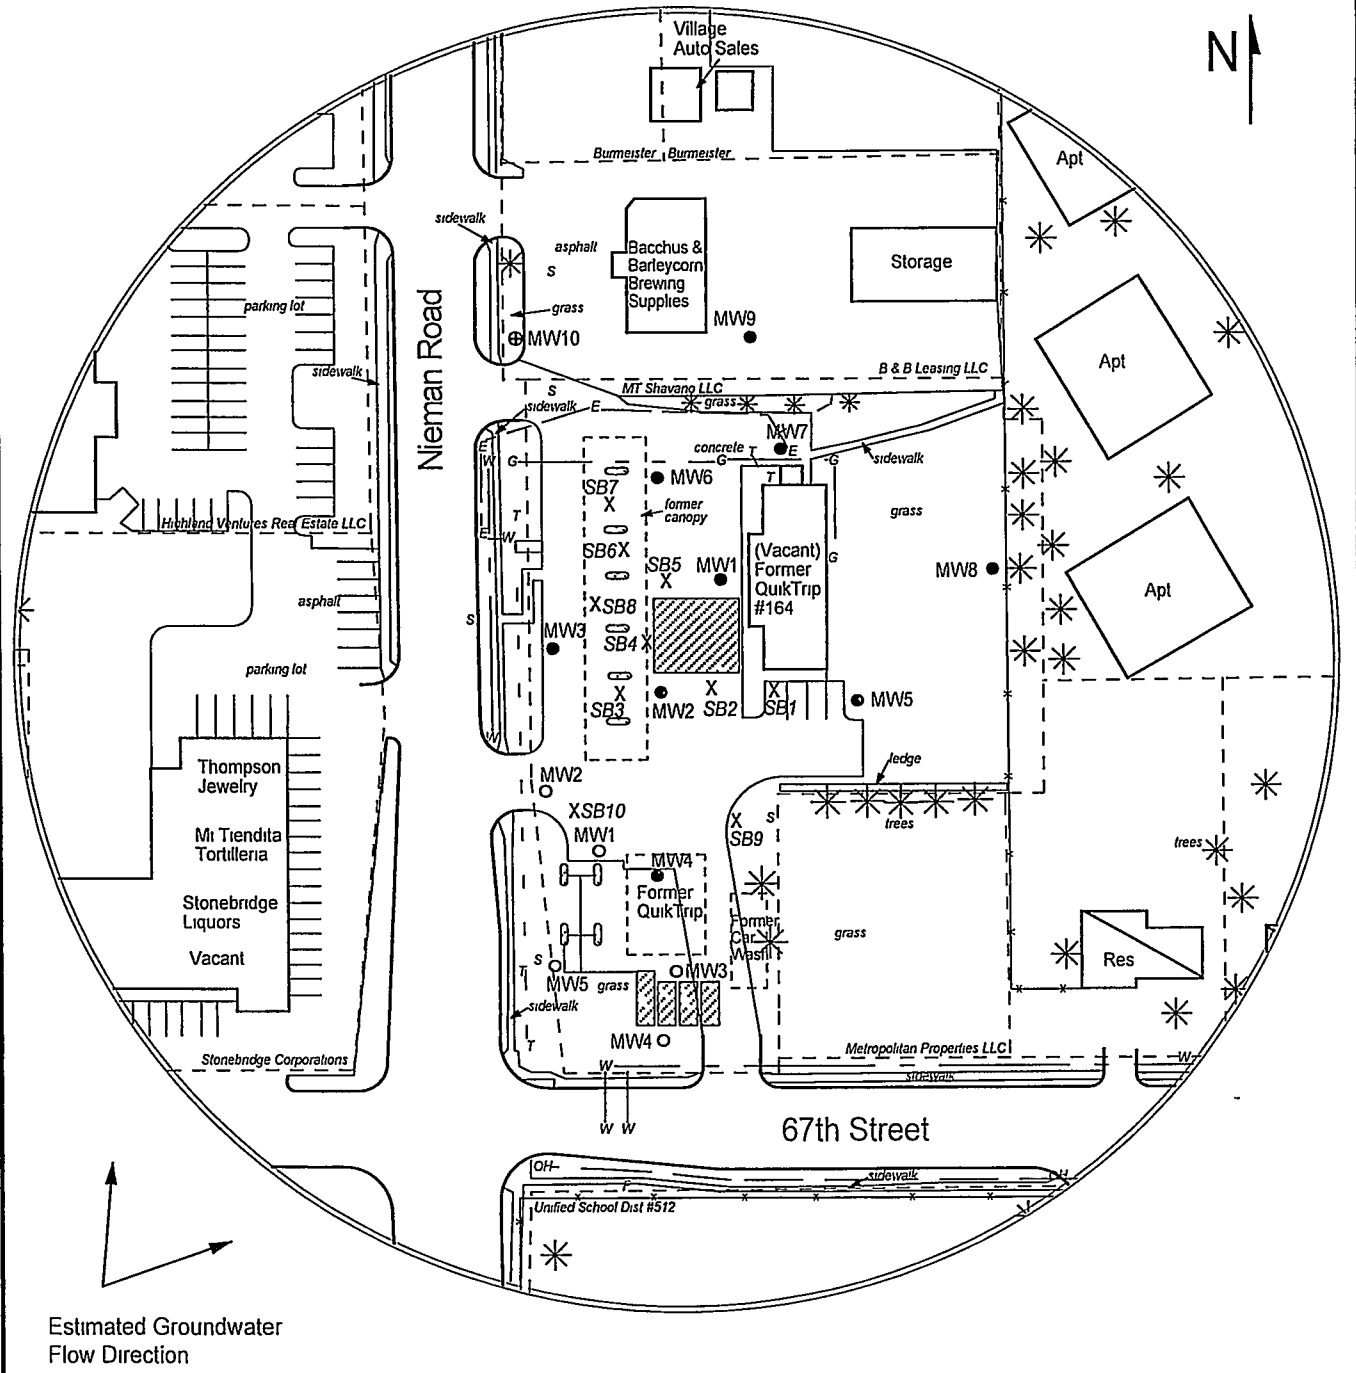 Village
Auto Sales
N
Apt
Burmeister
Burmeister
sidewalk
asphalt
S
Bacchus &
Barleycorn
Brewing
Supplies
Storage
parking lot
grass
Nieman Road
MW10
MW9
Apt
sidewalk
B & B Leasing LLC
MT Shavano LLC
S
grass
sidewalk
E
MW7
concrete
T
E
E
W
G
G
G
sidewalk
MW6
T
SB7
former
canopy
grass
T
Highland Ventures Real Estate LLC
E
W
SB6X
(Vacant)
Former
QuikTrip
#164
G
SB5
X
MW1
MW8
Apt
asphalt
X
XSB8
S
MW3
SB4
X
parking lot
X
SB3
MW2
X
SB2
X
SB1
MW5
W
Thompson
Jewelry
MW2
ledge
XSB10
X
SB9
S
trees
MW1
trees
Mi Tiendita
Tortilleria
MW4
Former
QuikTrip
Stonebridge
Liquors
Former
Car
Wash
grass
Vacant
S
Res
T
MW5
grass
MW3
sidewalk
MW4
T
Stonebridge Corporations
Metropolitan Properties LLC
W
W
sidewalk
W
W
67th Street
OH
OH
sidewalk
F
Unified School Dist #512
Estimated Groundwater
Flow Direction